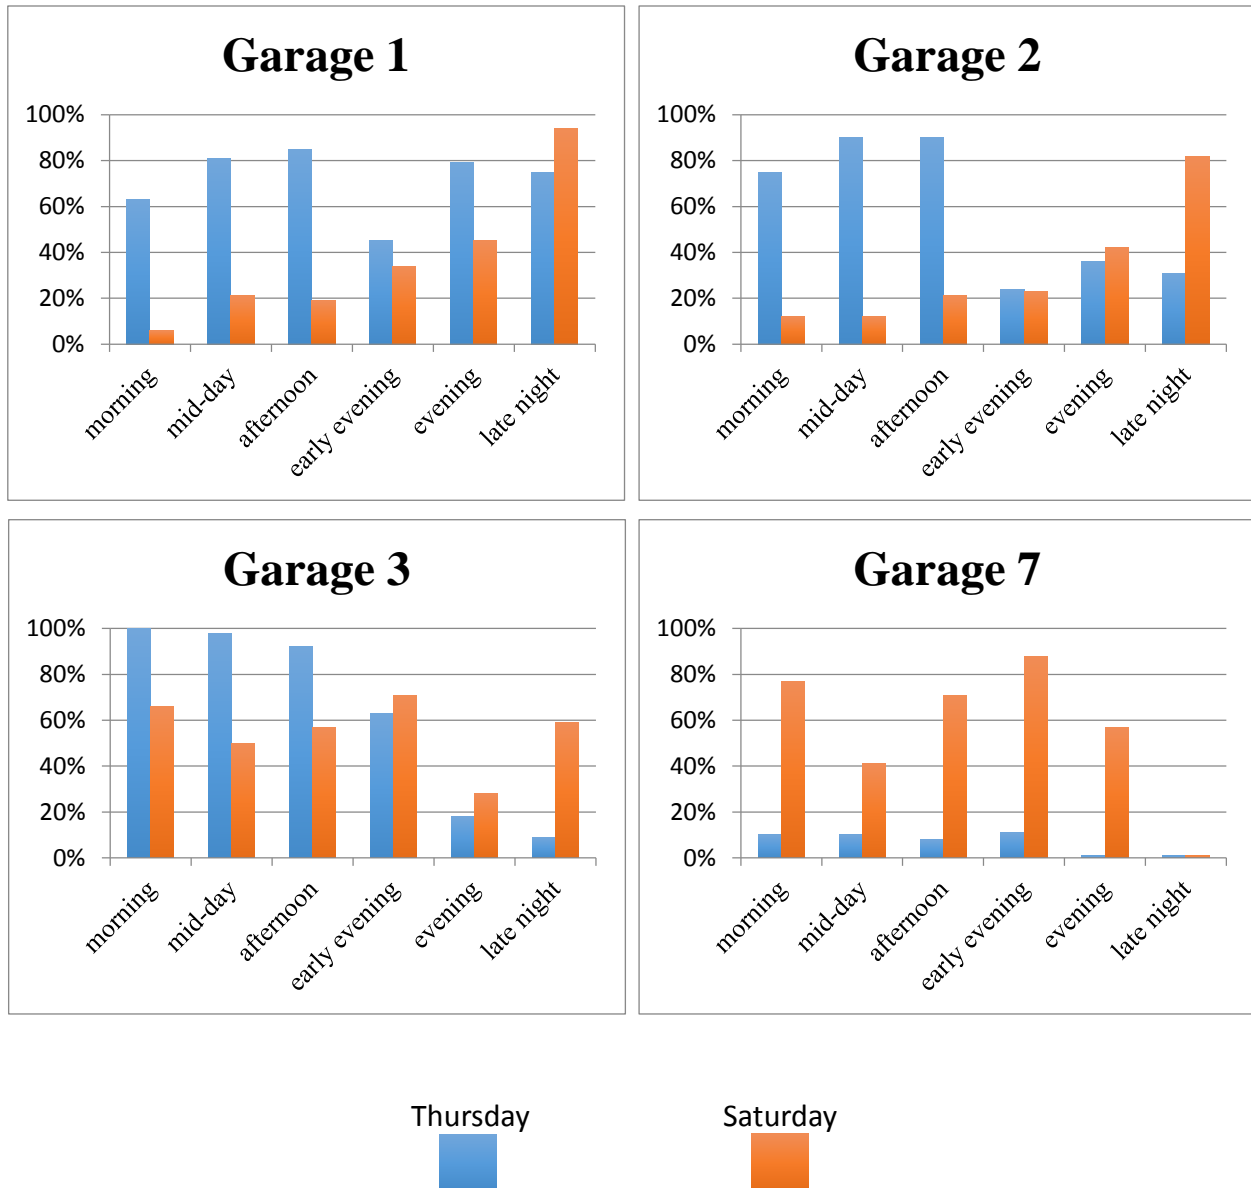 Garage 1
100%
80%
60%
40%
20%
0%
morning
mid-day
afternoon
early evening
evening
late night
Garage 2
100%
80%
60%
40%
20%
0%
morning
mid-day
afternoon
early evening
evening
late night
Garage 3
100%
80%
60%
40%
20%
0%
morning
mid-day
afternoon
early evening
evening
late night
Garage 7
100%
80%
60%
40%
20%
0%
morning
mid-day
afternoon
early evening
evening
late night
Thursday
Saturday